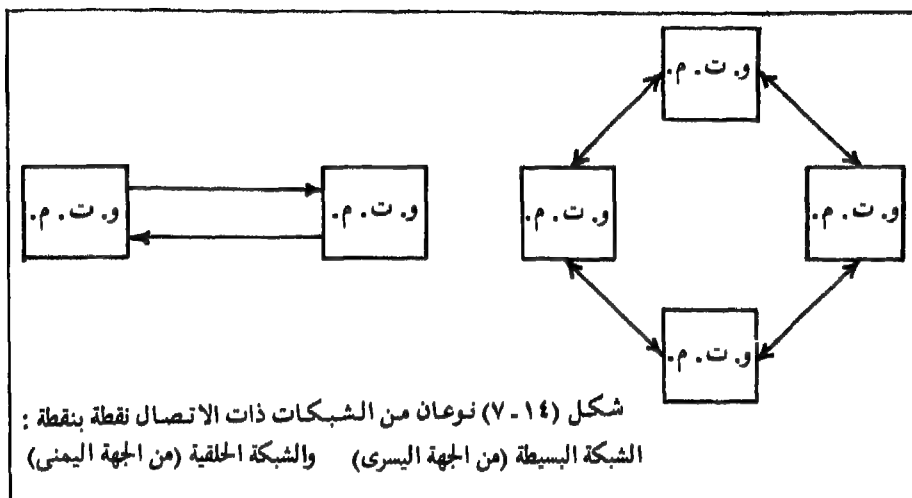 و. ت. م.
و. ت. م.
و. ت. م.
و. ت. م.
و. ت. م.
و. ت. م.
شكل (١٤ - ٧) نوعان من الشبكات ذات الاتصال نقطة بنقطة :
الشبكة البسيطة (من الجهة اليسرى) والشبكة الحلقية (من الجهة اليمنى)